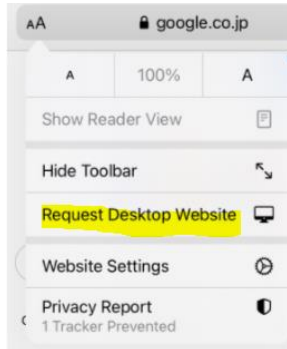 AA google.co.jp
A 100% A
Show Reader View
Hide Toolbar
Request Desktop Website
Website Settings
Privacy Report
1 Tracker Prevented